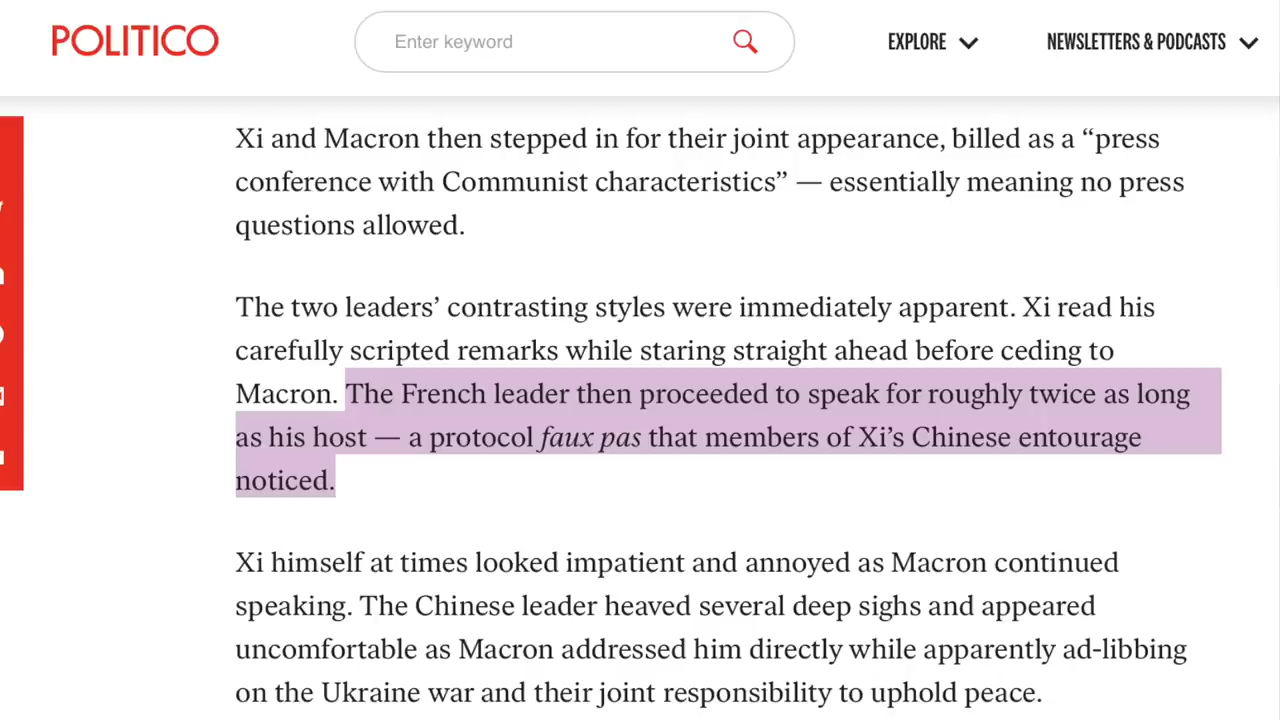 POLITICO
Enter keyword
EXPLORE
NEWSLETTERS & PODCASTS
Xi and Macron then stepped in for their joint appearance, billed as a “press
conference with Communist characteristics” — essentially meaning no press
questions allowed.
The two leaders’ contrasting styles were immediately apparent. Xi read his
carefully scripted remarks while staring straight ahead before ceding to
Macron. The French leader then proceeded to speak for roughly twice as long
as his host — a protocol faux pas that members of Xi’s Chinese entourage
noticed.
Xi himself at times looked impatient and annoyed as Macron continued
speaking. The Chinese leader heaved several deep sighs and appeared
uncomfortable as Macron addressed him directly while apparently ad-libbing
on the Ukraine war and their joint responsibility to uphold peace.